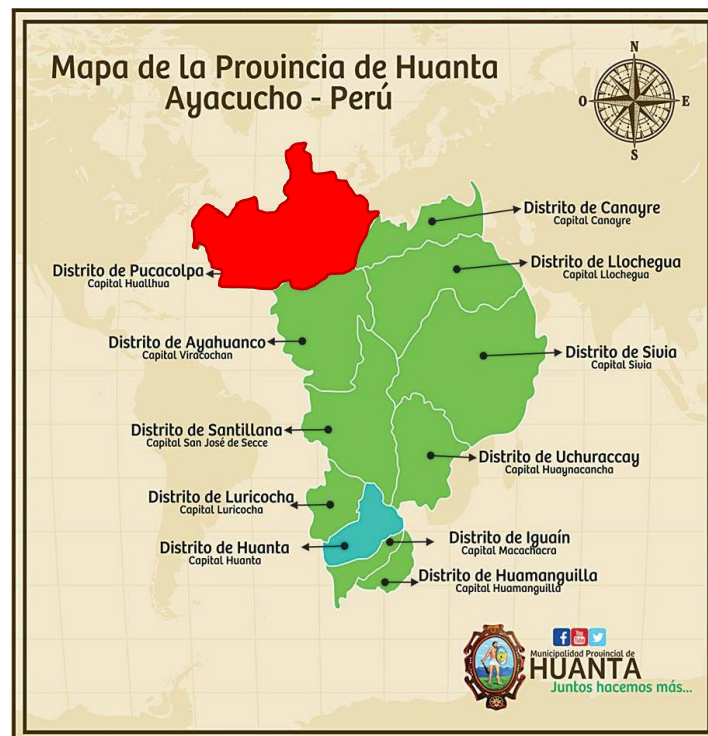 Mapa de la Provincia de Huanta
Ayacucho - Perú
N
O
E
S
Distrito de Canayre
Capital Canayre
Distrito de Pucacolpa
Capital Huallhua
Distrito de Llochegua
Capital Llochegua
Distrito de Ayahuanco
Capital Viracochan
Distrito de Sivia
Capital Sivia
Distrito de Santillana
Capital San José de Secce
Distrito de Uchuraccay
Capital Huaynacancha
Distrito de Luricocha
Capital Luricocha
Distrito de Huanta
Capital Huanta
Distrito de Iguaín
Capital Macachacra
Distrito de Huamanguilla
Capital Huamanguilla
f You Tube
Municipalidad Provincial de
HUANTA
Juntos hacemos más...